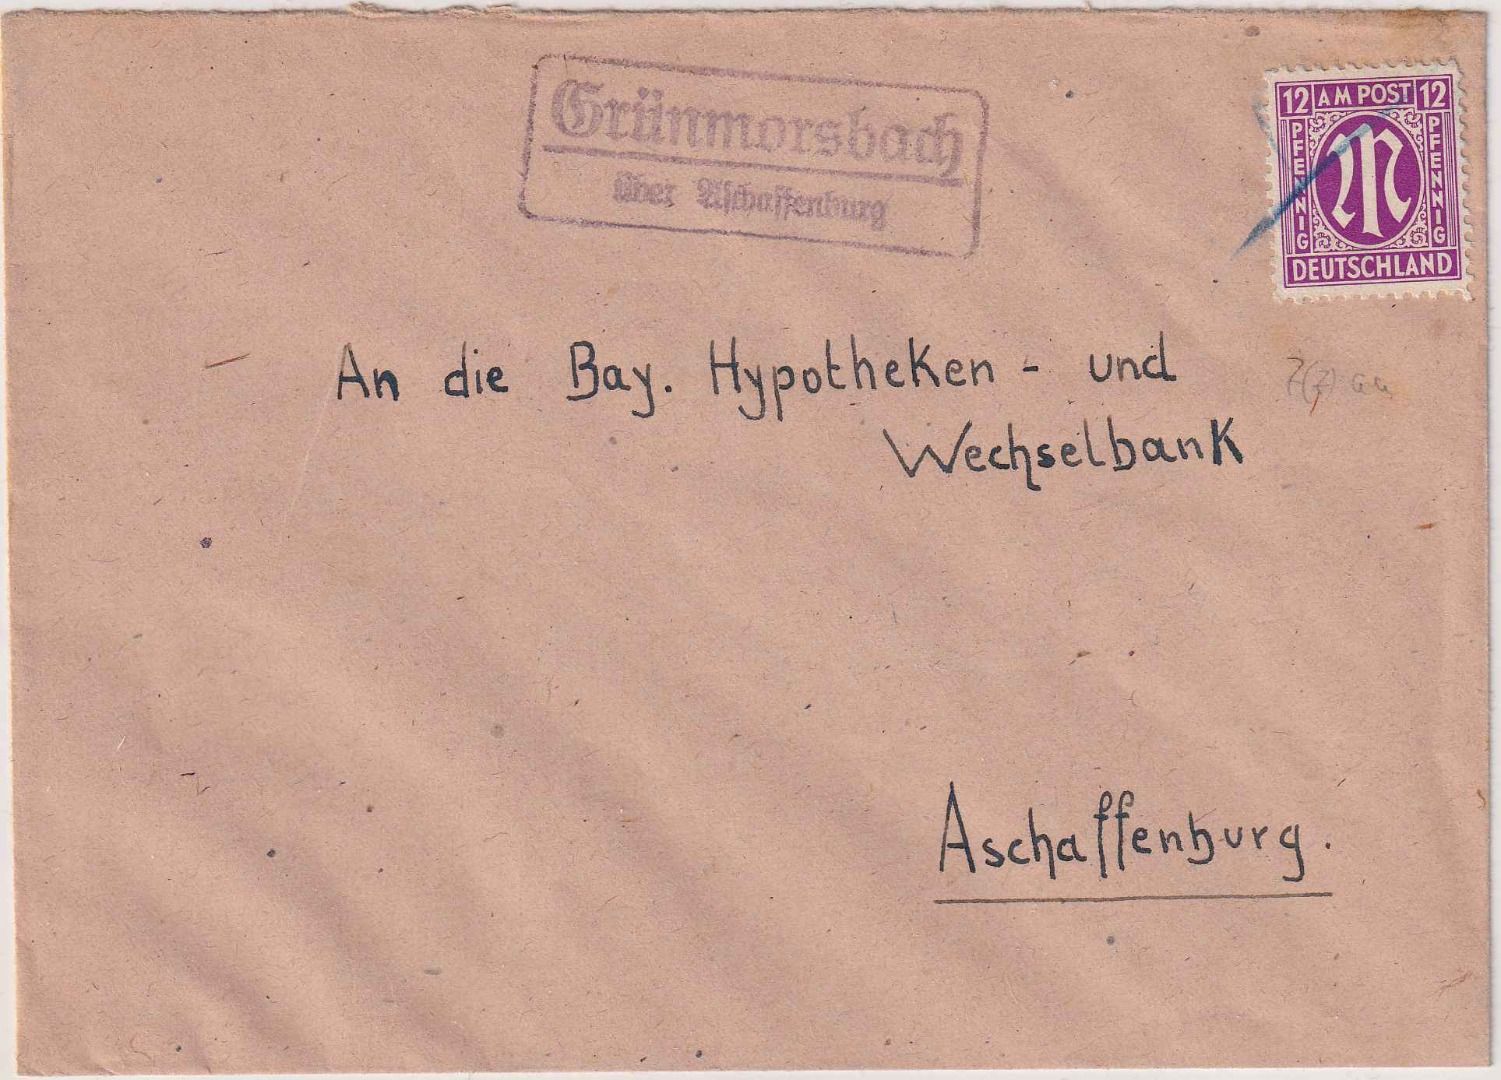 Grünmorsbach
über Aschaffenburg
12 AM POST 12
PFENNIG
PFENNIG
DEUTSCHLAND
An die Bay. Hypotheken - und
Wechselbank
Aschaffenburg.